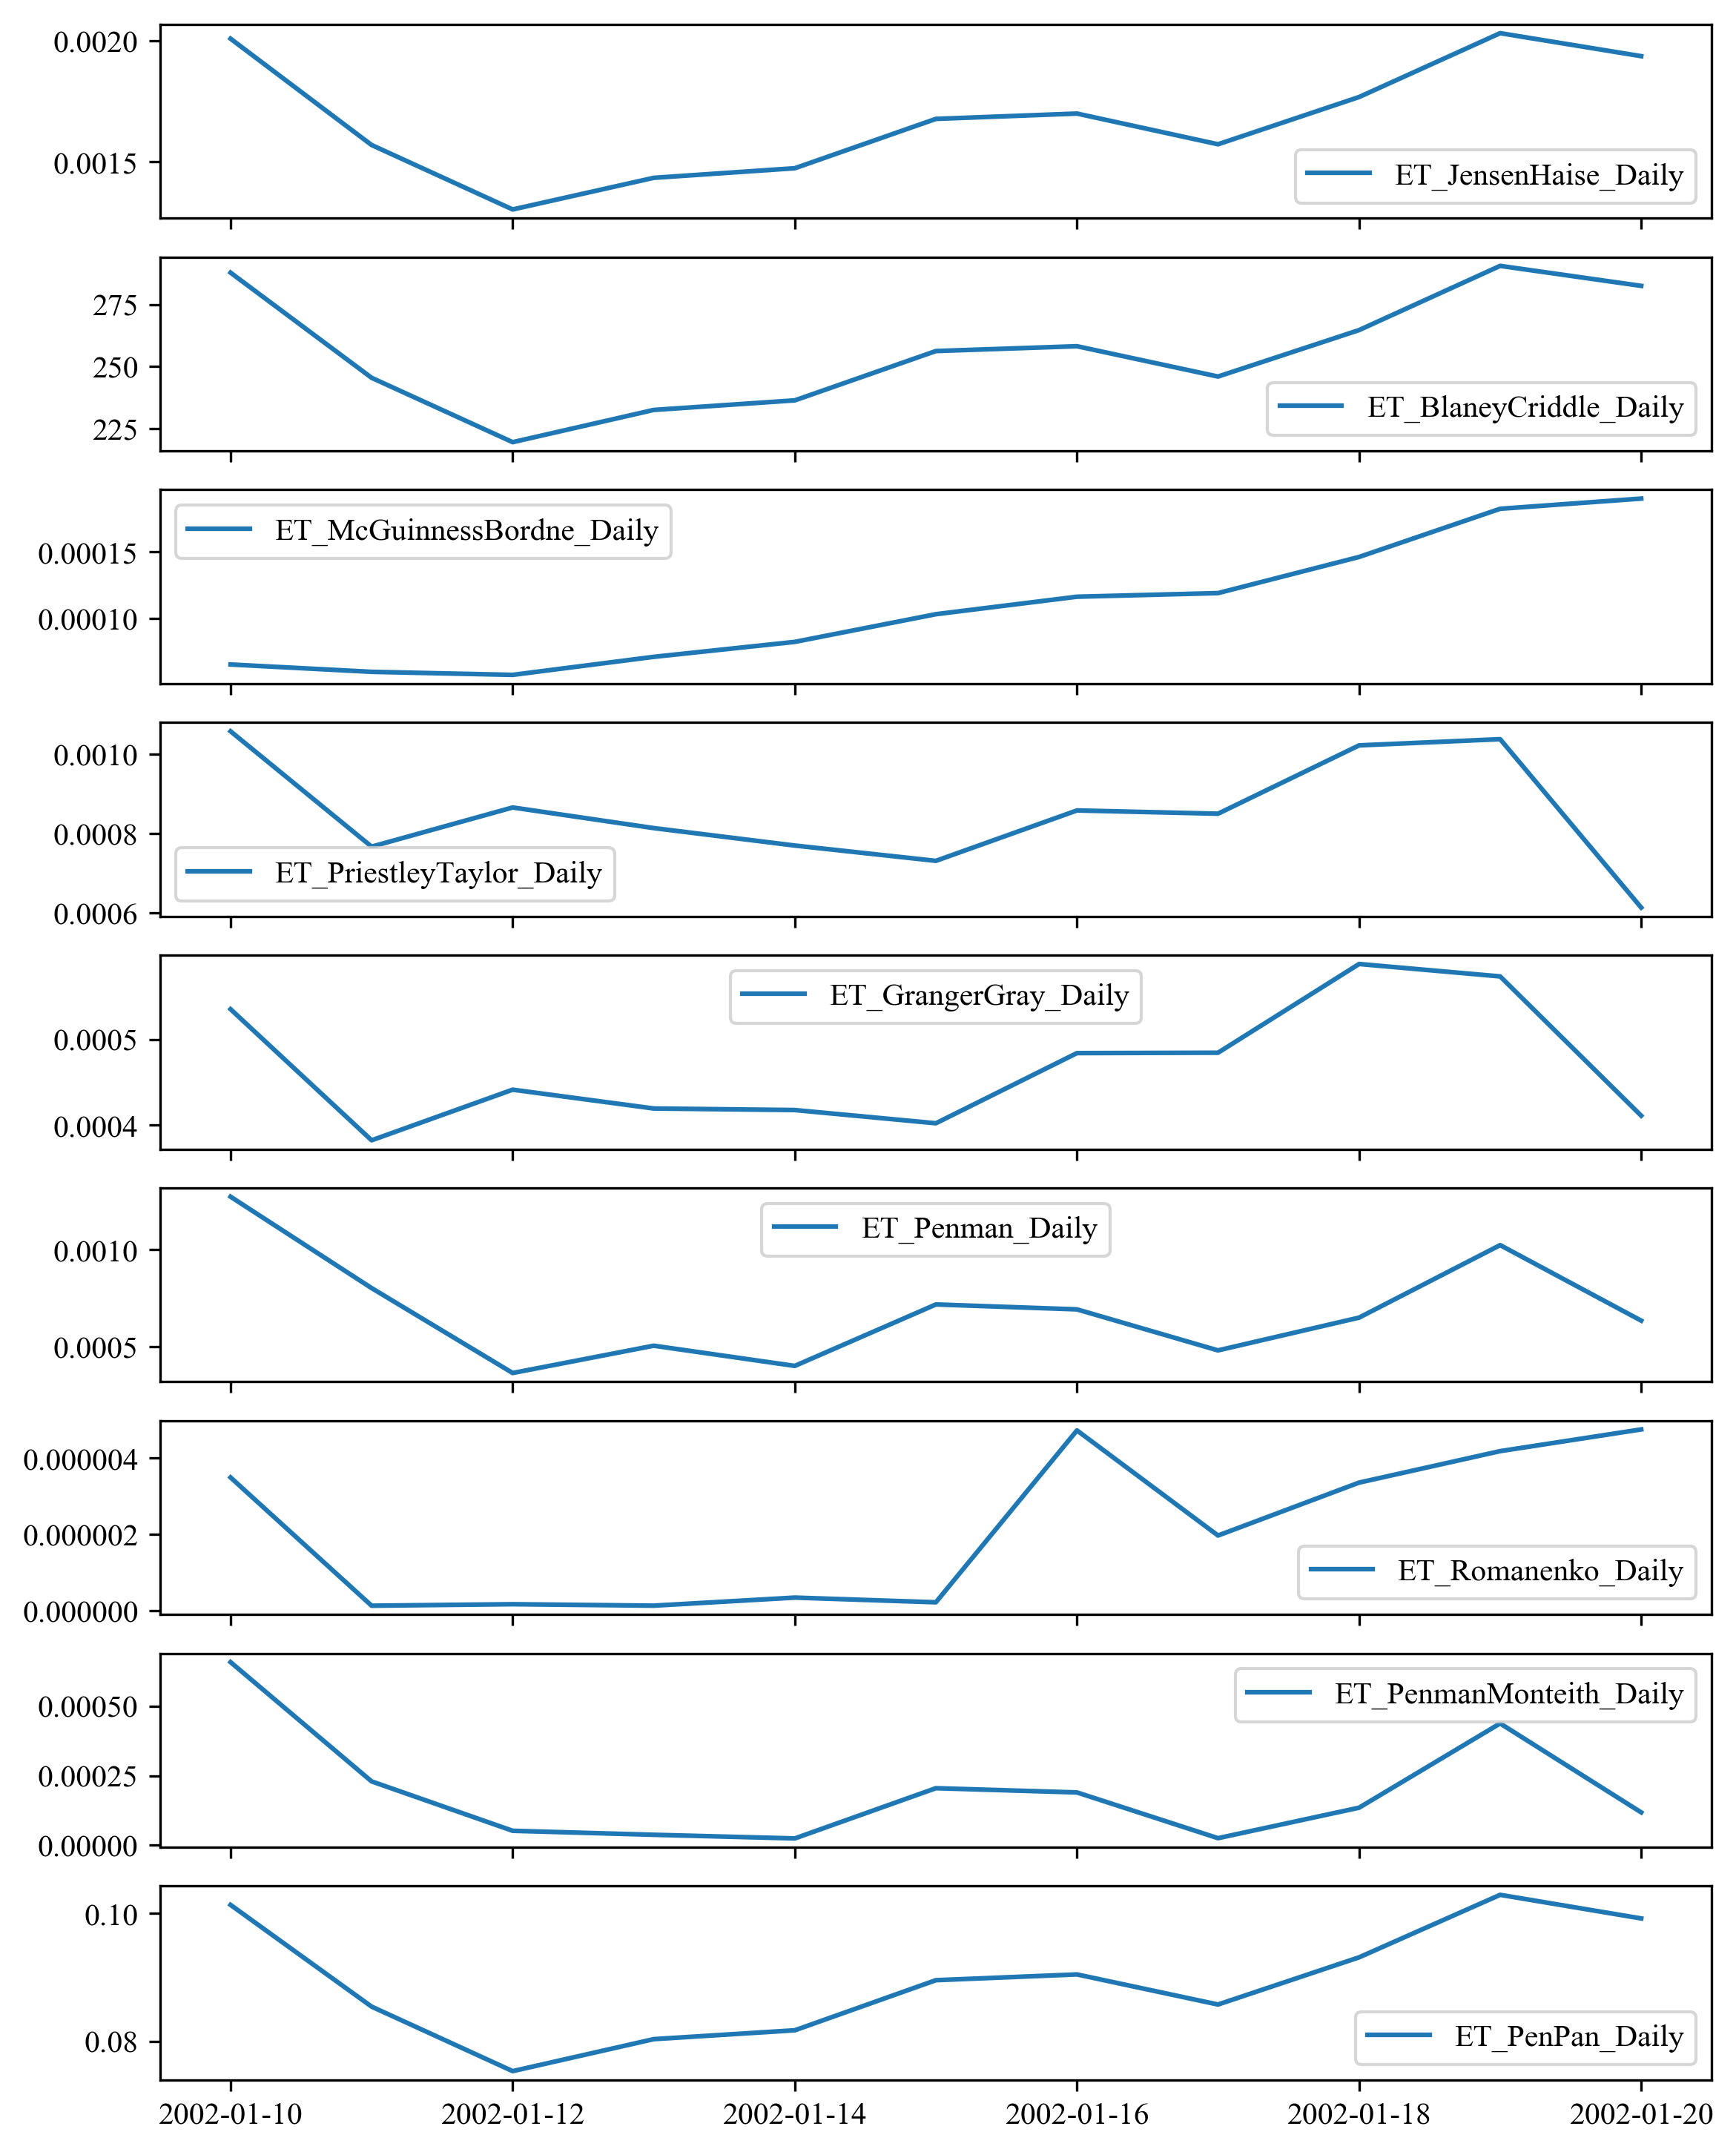 0.0020
0.0015
ET_JensenHaise_Daily
275
250
225
ET_BlaneyCriddle_Daily
ET_McGuinnessBordne_Daily
0.00015
0.00010
0.0010
0.0008
ET_PriestleyTaylor_Daily
0.0006
ET_GrangerGray_Daily
0.0005
0.0004
ET_Penman_Daily
0.0010
0.0005
0.000004
0.000002
ET_Romanenko_Daily
0.000000
ET_PenmanMonteith_Daily
0.00050
0.00025
0.00000
0.10
ET_PenPan_Daily
0.08
2002-01-10 2002-01-12 2002-01-14 2002-01-16 2002-01-18 2002-01-20